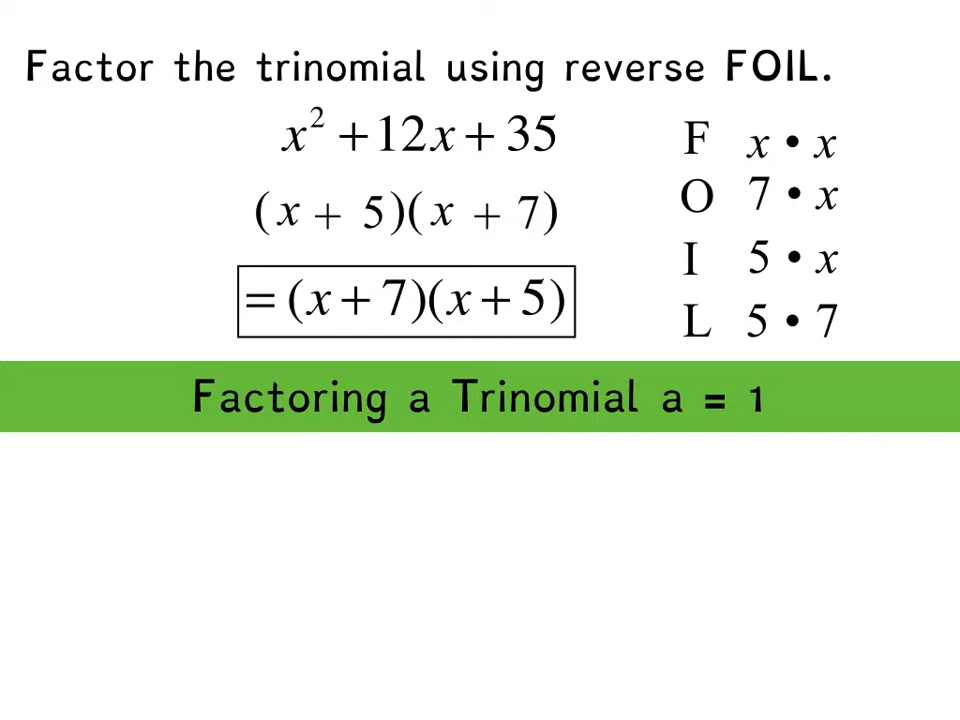 Factor the trinomial using reverse FOIL.
x² + 12x + 35
(x + 5)(x + 7)
= (x + 7)(x + 5)
F x • x
O 7 • x
I 5 • x
L 5 • 7
Factoring a Trinomial a = 1